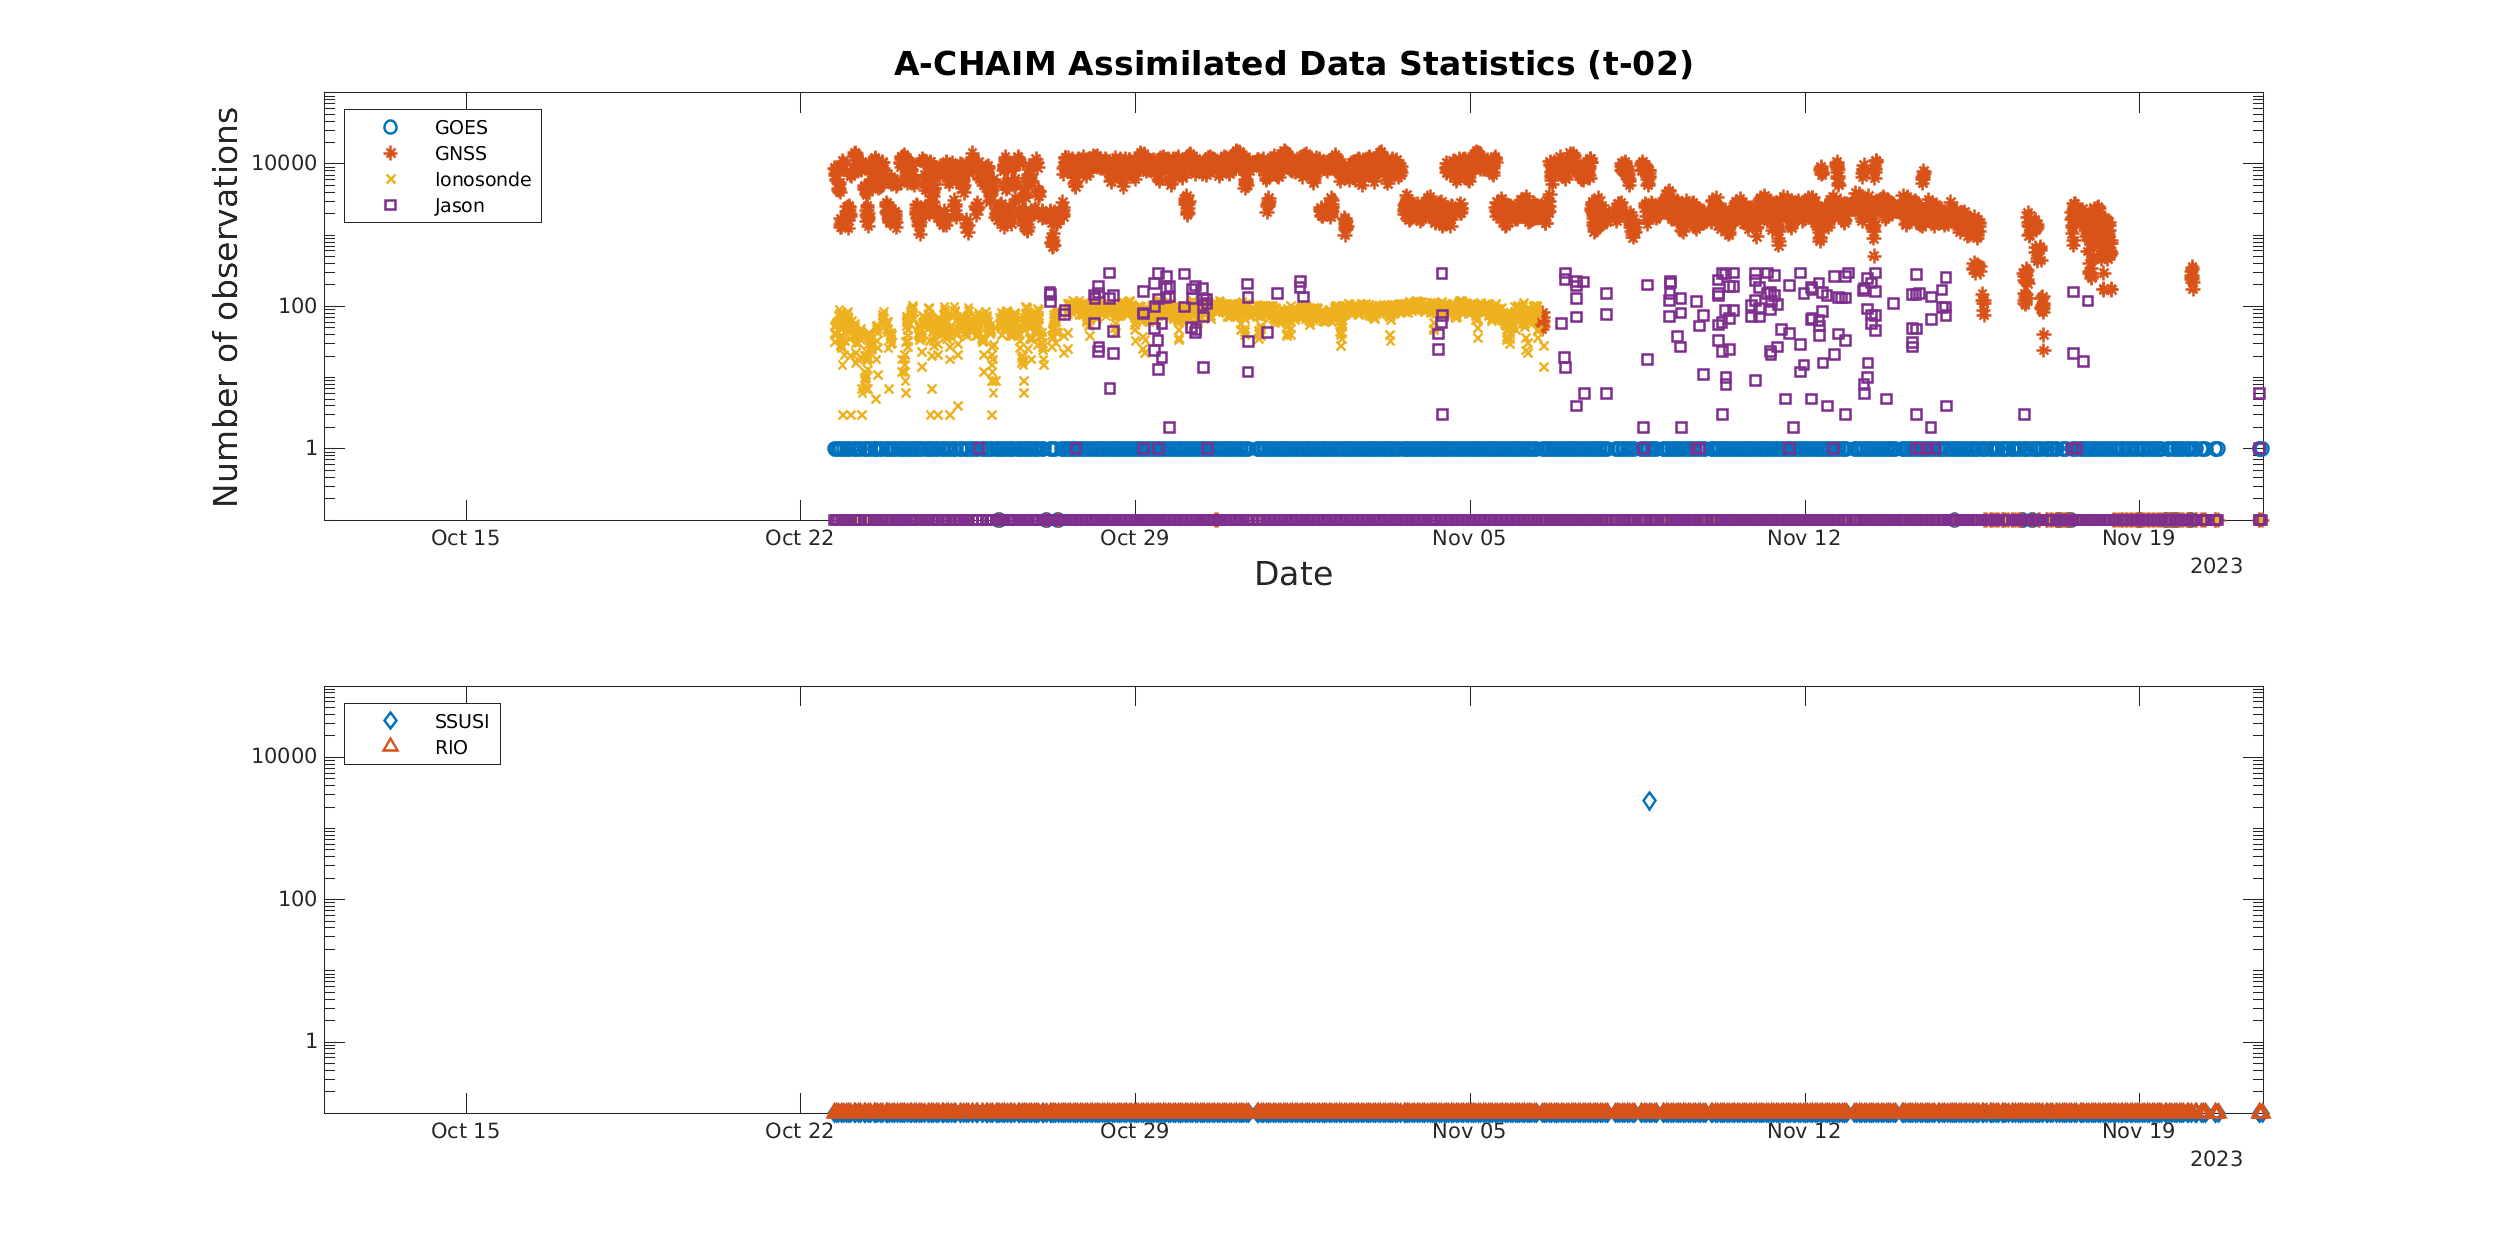 A-CHAIM Assimilated Data Statistics (t-02)
Number of observations
10000
100
1
GOES
GNSS
Ionosonde
Jason
Oct 15
Oct 22
Oct 29
Nov 05
Nov 12
Nov 19
2023
Date
10000
100
1
SSUSI
RIO
Oct 15
Oct 22
Oct 29
Nov 05
Nov 12
Nov 19
2023